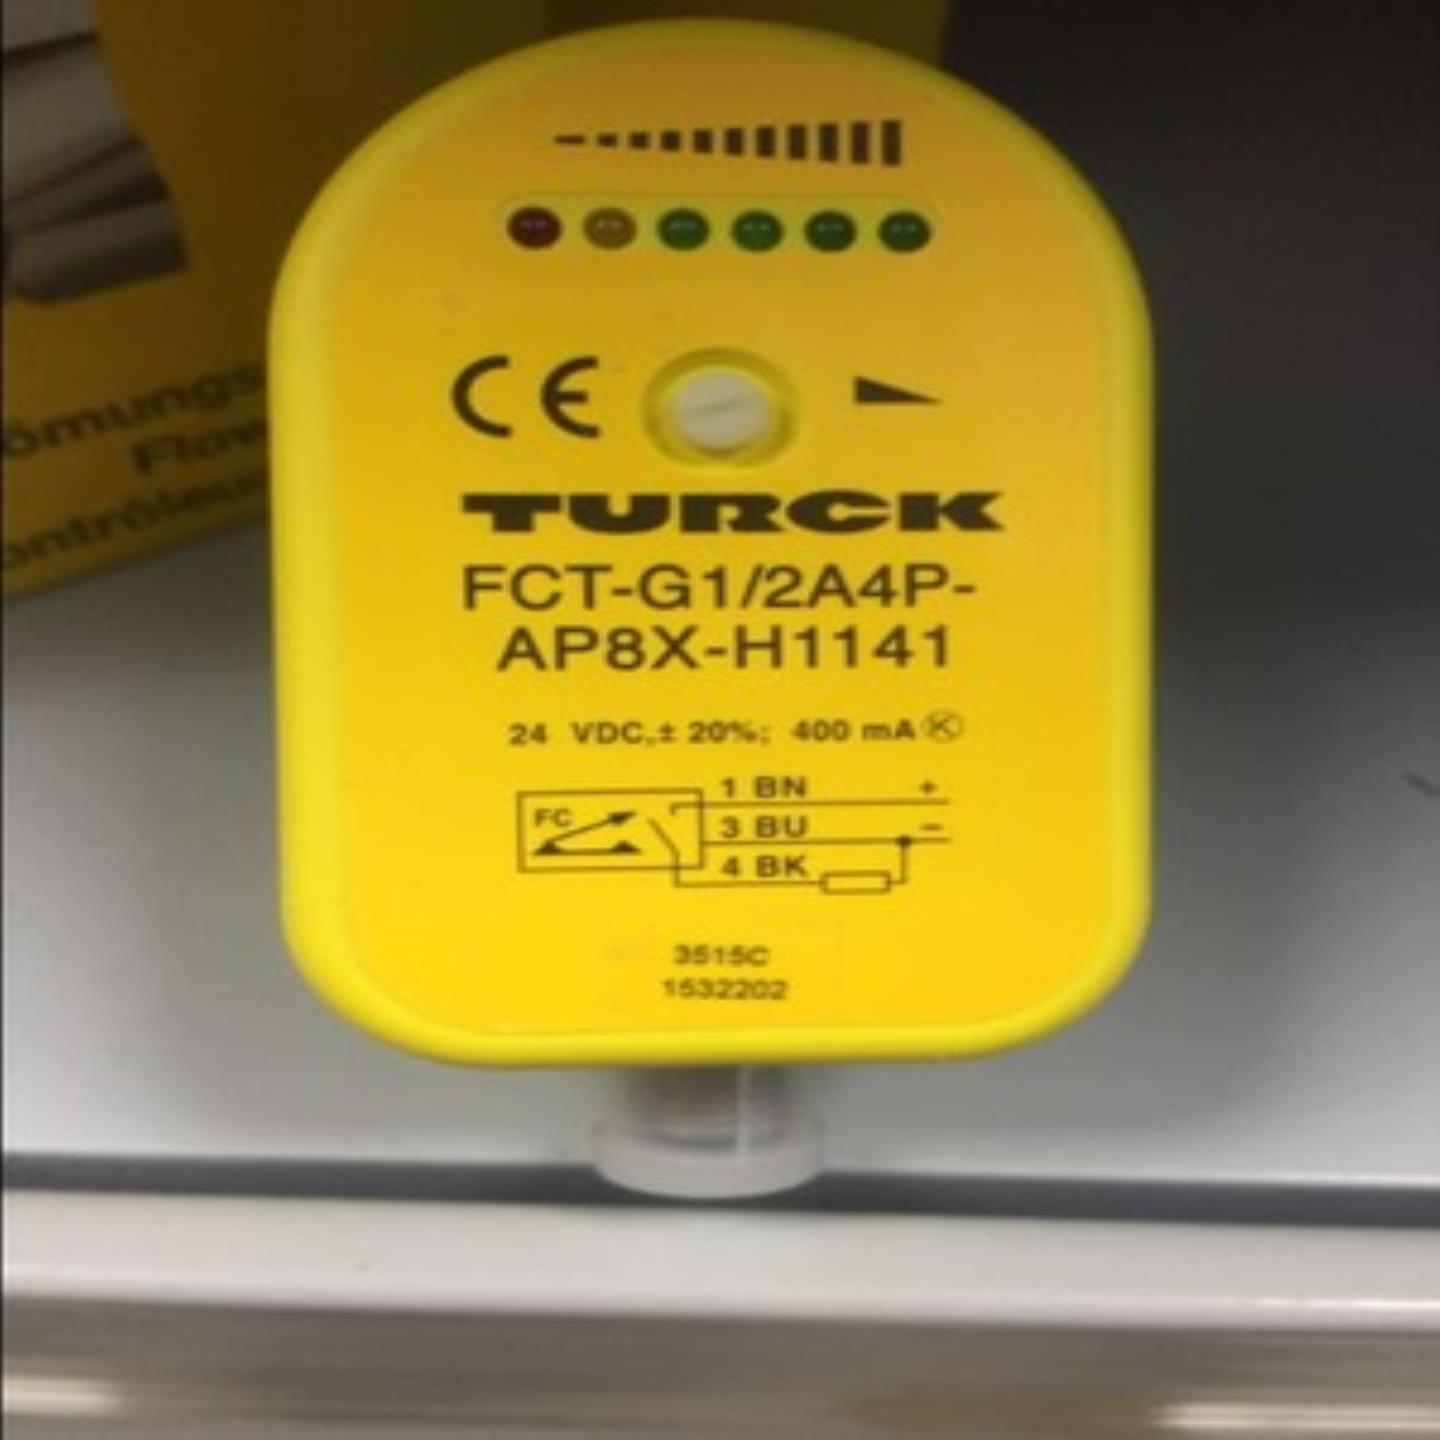 CE
TURCK
FCT-G1/2A4P-
AP8X-H1141
24 VDC,± 20%; 400 mA K
1 BN +
FC
3 BU –
4 BK
3515C
1532202
ömungs
Flow
ontrôleur